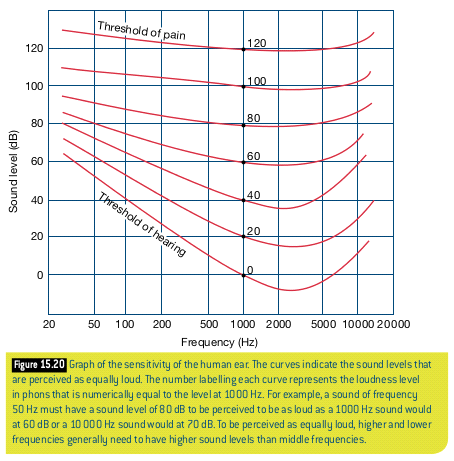 Threshold of pain
120
120
100
100
80
80
60
60
40
40
20
20
0
0
Threshold of hearing
Sound level (dB)
20 50 100 200 500 1000 2000 5000 10000 20000
Frequency (Hz)
Figure 15.20 Graph of the sensitivity of the human ear. The curves indicate the sound levels that
are perceived as equally loud. The number labelling each curve represents the loudness level
in phons that is numerically equal to the level at 1000 Hz. For example, a sound of frequency
50 Hz must have a sound level of 80 dB to be perceived to be as loud as a 1000 Hz sound would
at 60 dB or a 10 000 Hz sound would at 70 dB. To be perceived as equally loud, higher and lower
frequencies generally need to have higher sound levels than middle frequencies.